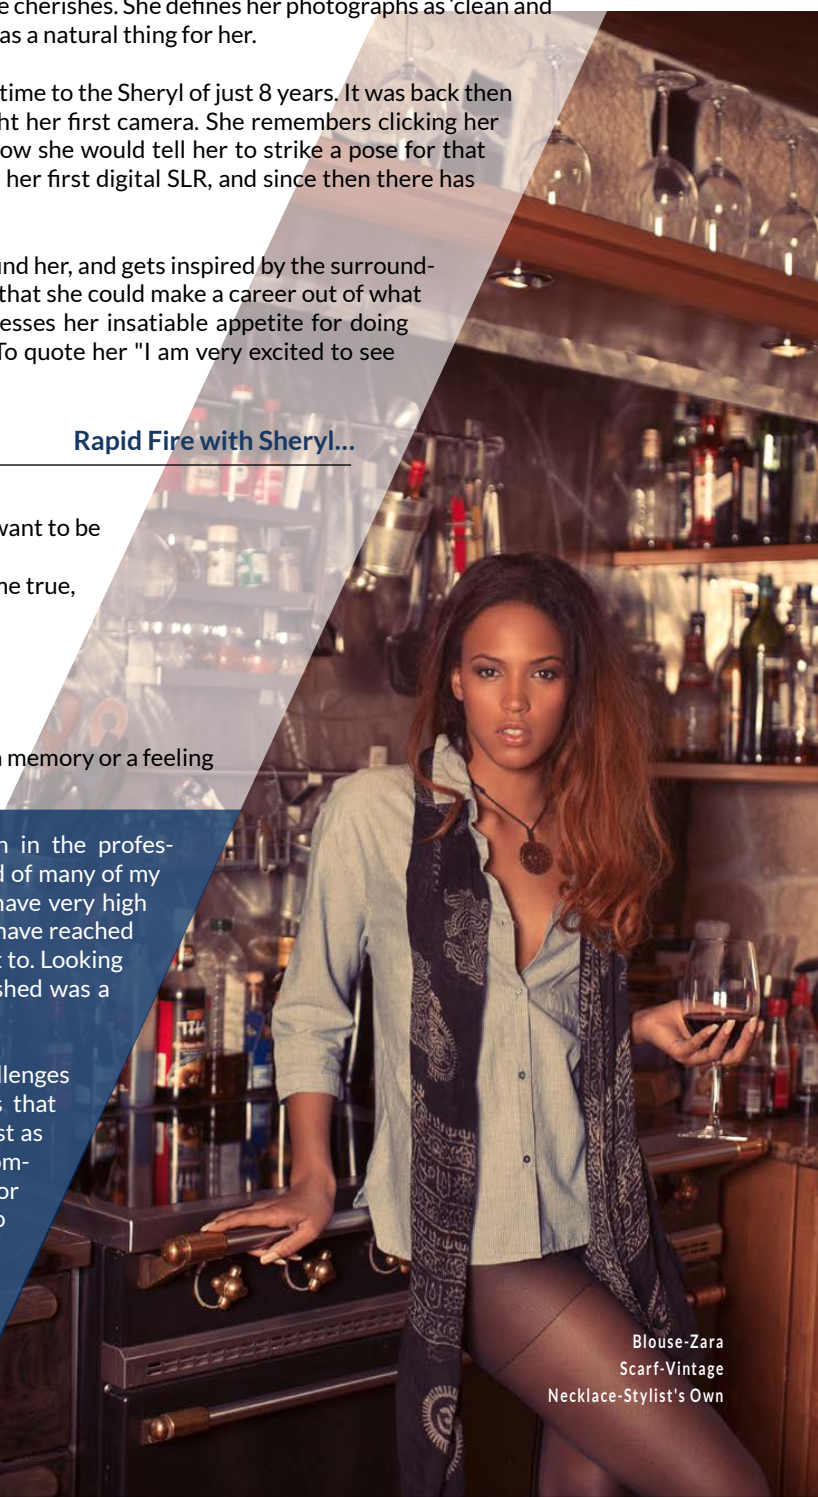 e cherishes. She defines her photographs as 'clean and
as a natural thing for her.
time to the Sheryl of just 8 years. It was back then
ht her first camera. She remembers clicking her
ow she would tell her to strike a pose for that
her first digital SLR, and since then there has
und her, and gets inspired by the surround-
that she could make a career out of what
esses her insatiable appetite for doing
To quote her "I am very excited to see
Rapid Fire with Sheryl...
want to be
me true,
memory or a feeling
n in the profes-
d of many of my
have very high
have reached
t to. Looking
shed was a
llenges
s that
st as
om-
or
Blouse-Zara
Scarf-Vintage
Necklace-Stylist's Own